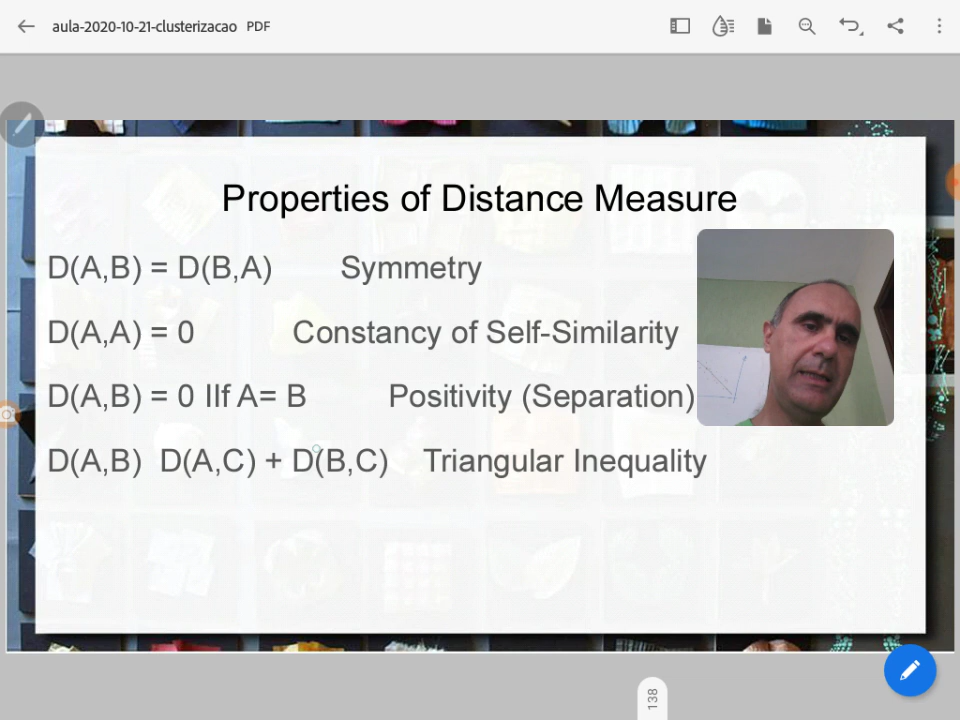 aula-2020-10-21-clusterizacao PDF
Properties of Distance Measure
D(A,B) = D(B,A) Symmetry
D(A,A) = 0 Constancy of Self-Similarity
D(A,B) = 0 IIf A= B Positivity (Separation)
D(A,B) D(A,C) + D(B,C) Triangular Inequality
138